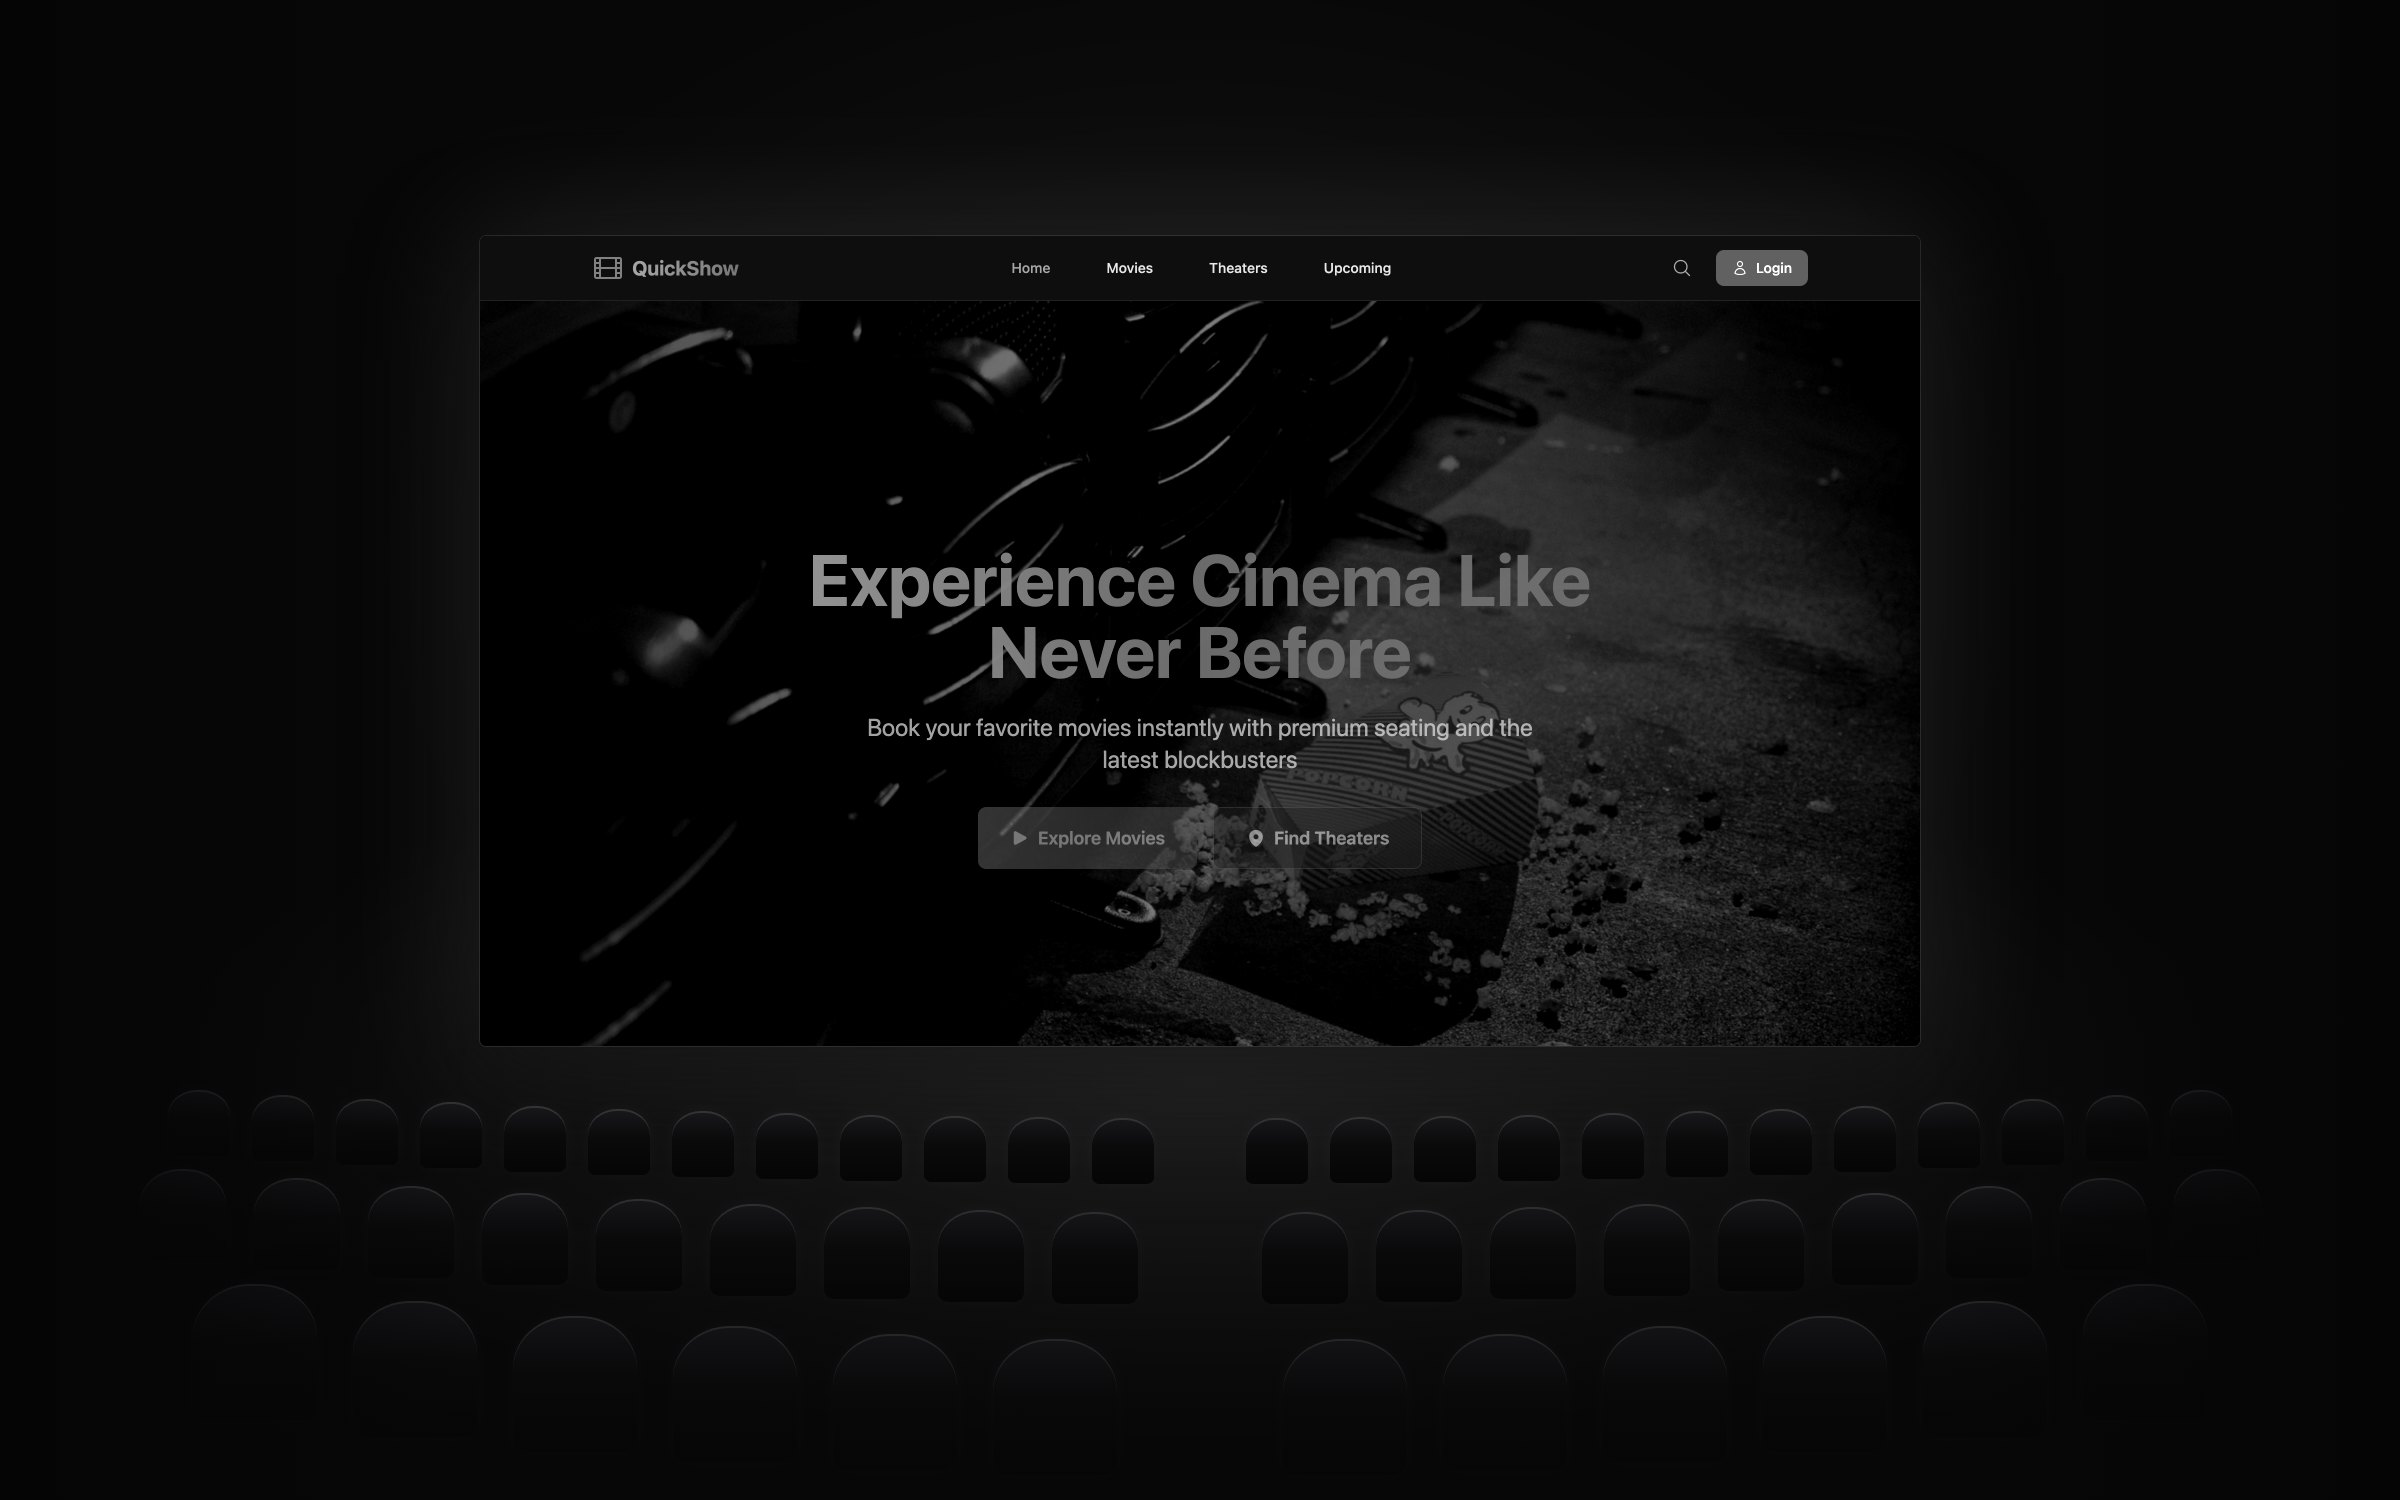 QuickShow
Home
Movies
Theaters
Upcoming
Login
Experience Cinema Like
Never Before
Book your favorite movies instantly with premium seating and the
latest blockbusters
POPCORN
Explore Movies
Find Theaters